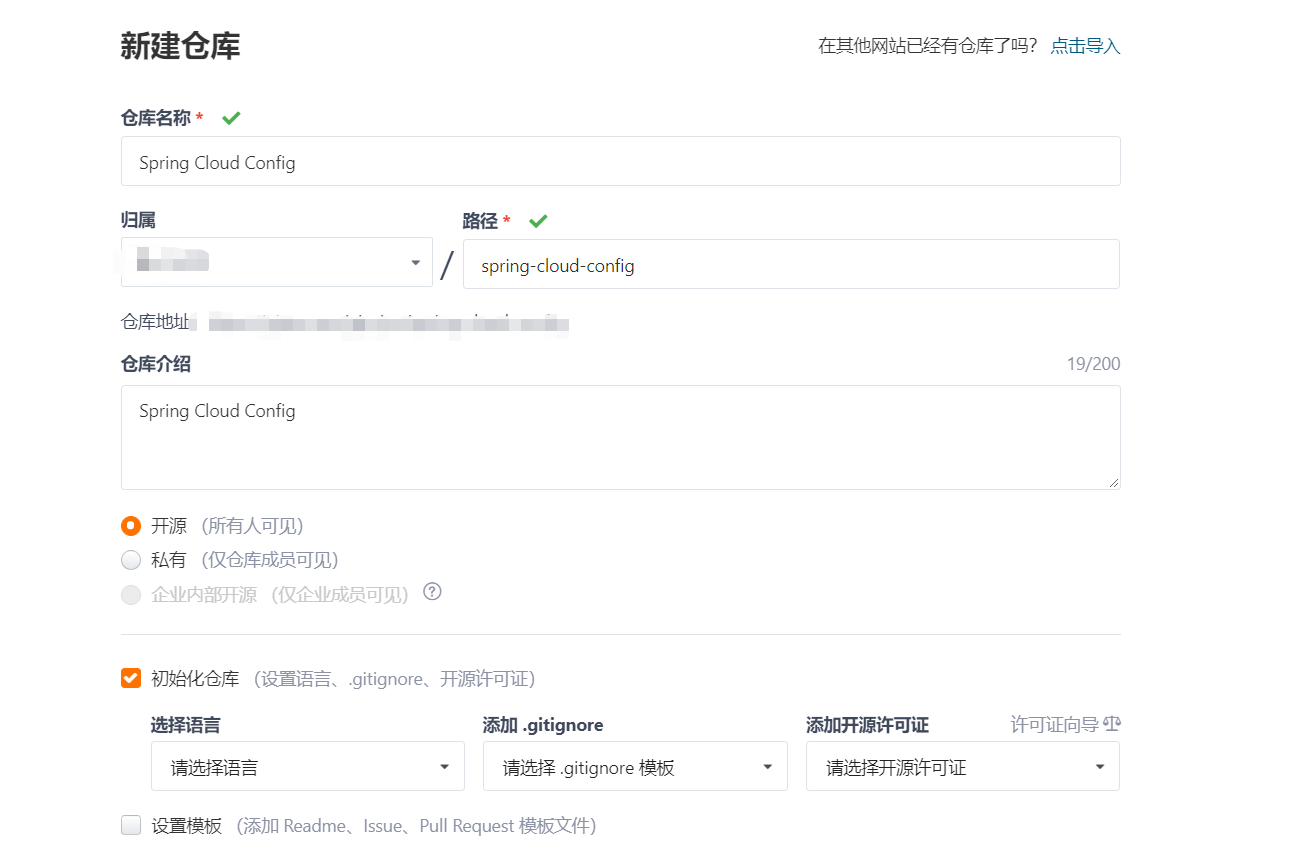 新建仓库
在其他网站已经有仓库了吗？ 点击导入
仓库名称 *
Spring Cloud Config
归属
路径 *
/
spring-cloud-config
仓库地址
仓库介绍
19/200
Spring Cloud Config
开源 (所有人可见)
私有 (仅仓库成员可见)
企业内部开源 (仅企业成员可见) ?
初始化仓库 (设置语言、.gitignore、开源许可证)
选择语言
添加 .gitignore
添加开源许可证
许可证向导
请选择语言
请选择 .gitignore 模板
请选择开源许可证
设置模板 (添加 Readme、Issue、Pull Request 模板文件)